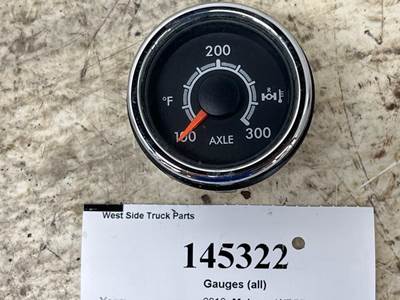 200
°F
100
300
AXLE
West Side Truck Parts
145322
Gauges (all)